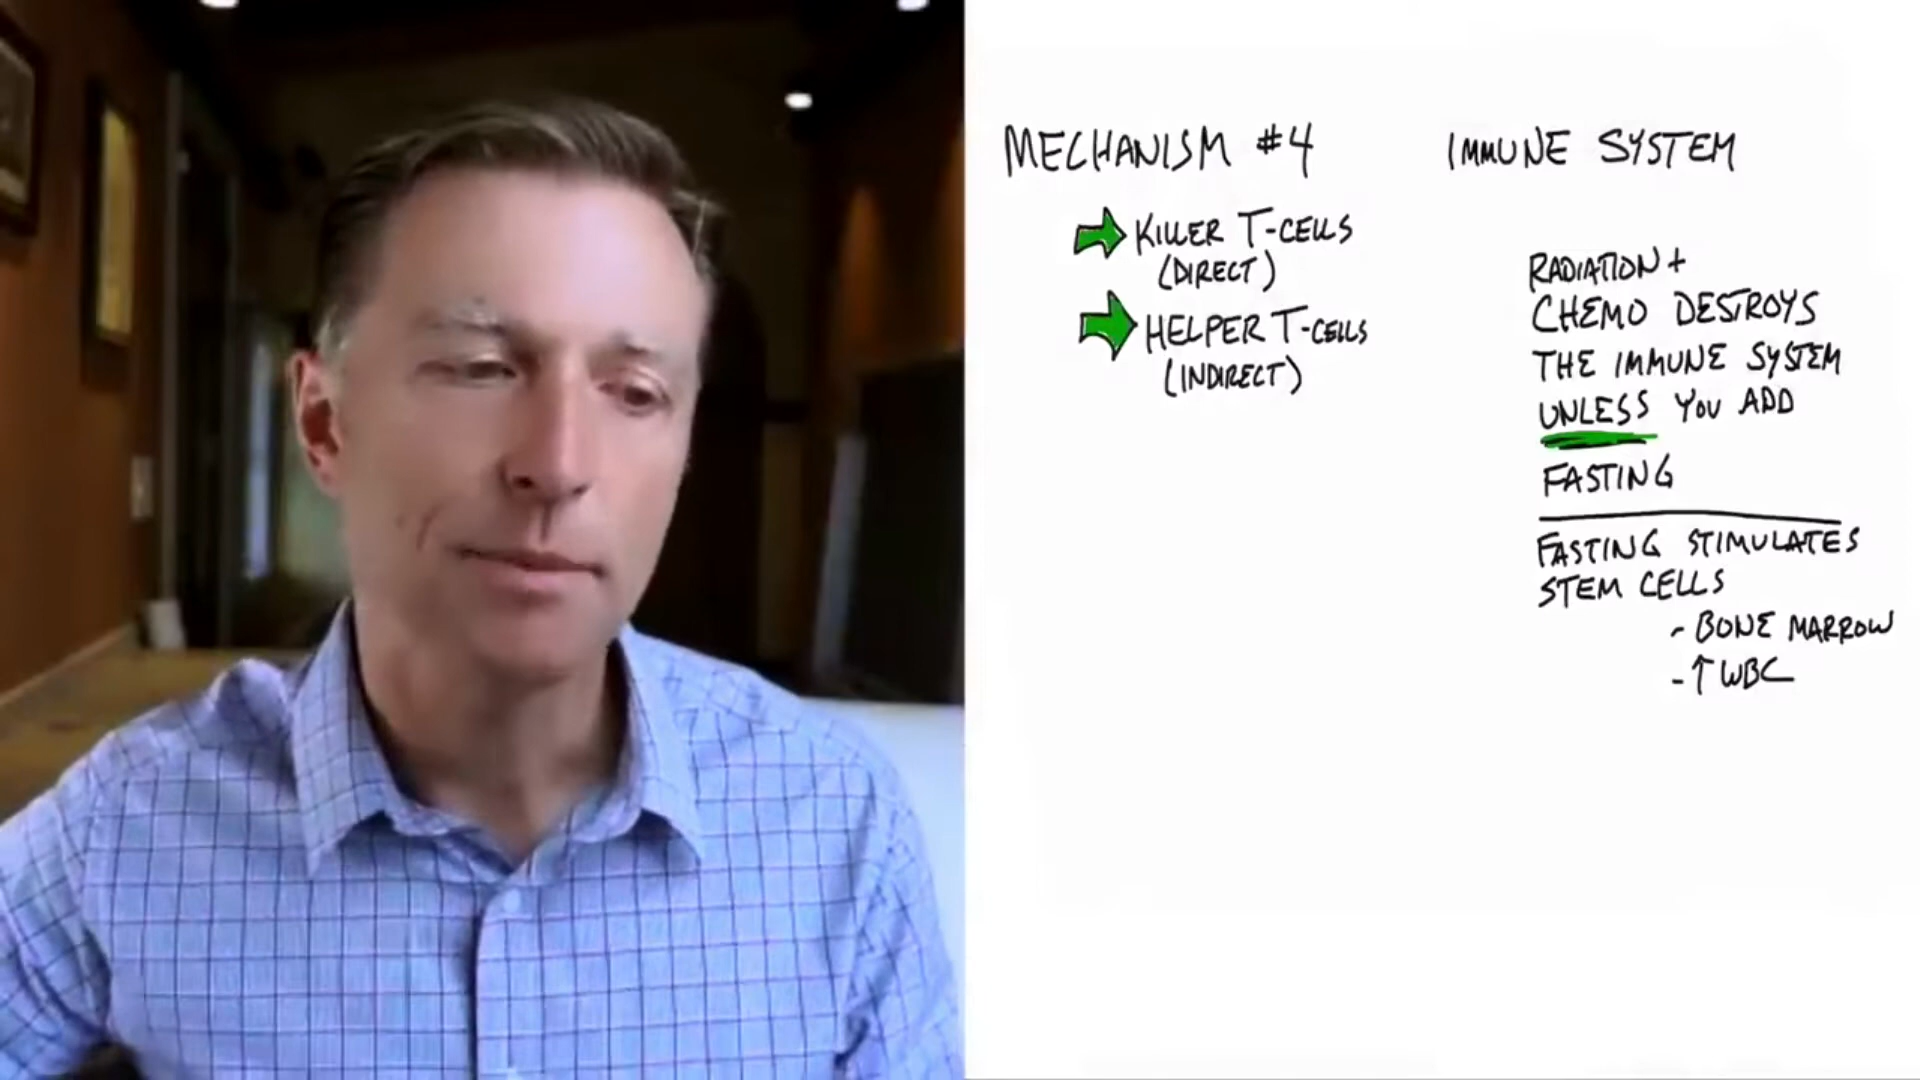 MECHANISM #4
IMMUNE SYSTEM
KILLER T-CELLS
(DIRECT)
HELPER T-CELLS
(INDIRECT)
RADIATION +
CHEMO DESTROYS
THE IMMUNE SYSTEM
UNLESS YOU ADD
FASTING
FASTING STIMULATES
STEM CELLS
- BONE MARROW
- ↑ WBC